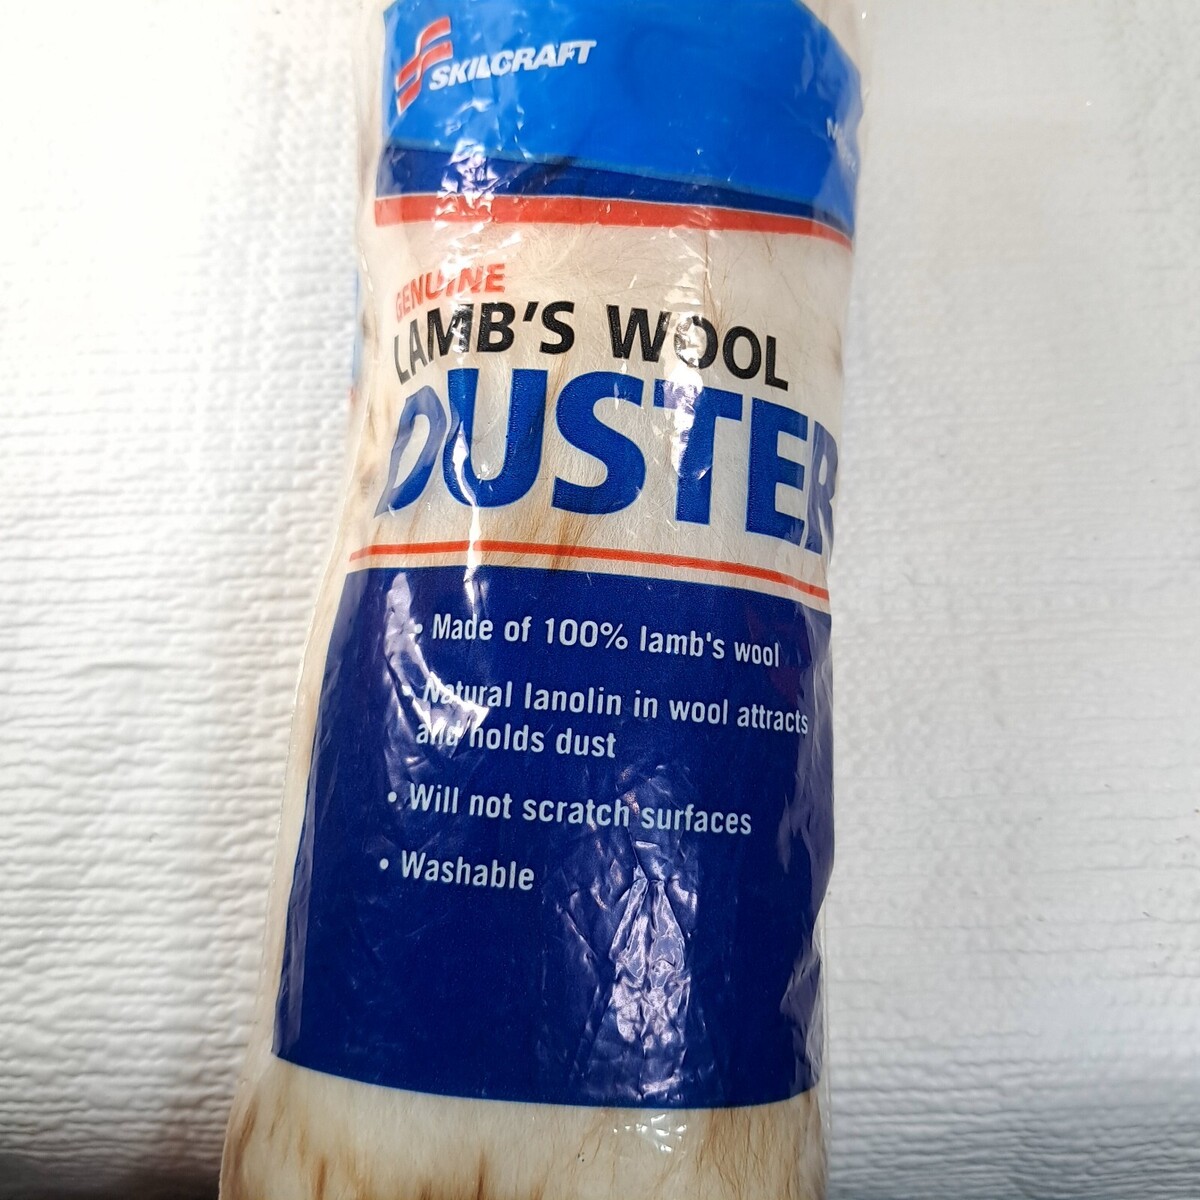 SKILCRAFT
GENUINE
LAMB'S WOOL
DUSTER
• Made of 100% lamb's wool
Natural lanolin in wool attracts
and holds dust
• Will not scratch surfaces
• Washable